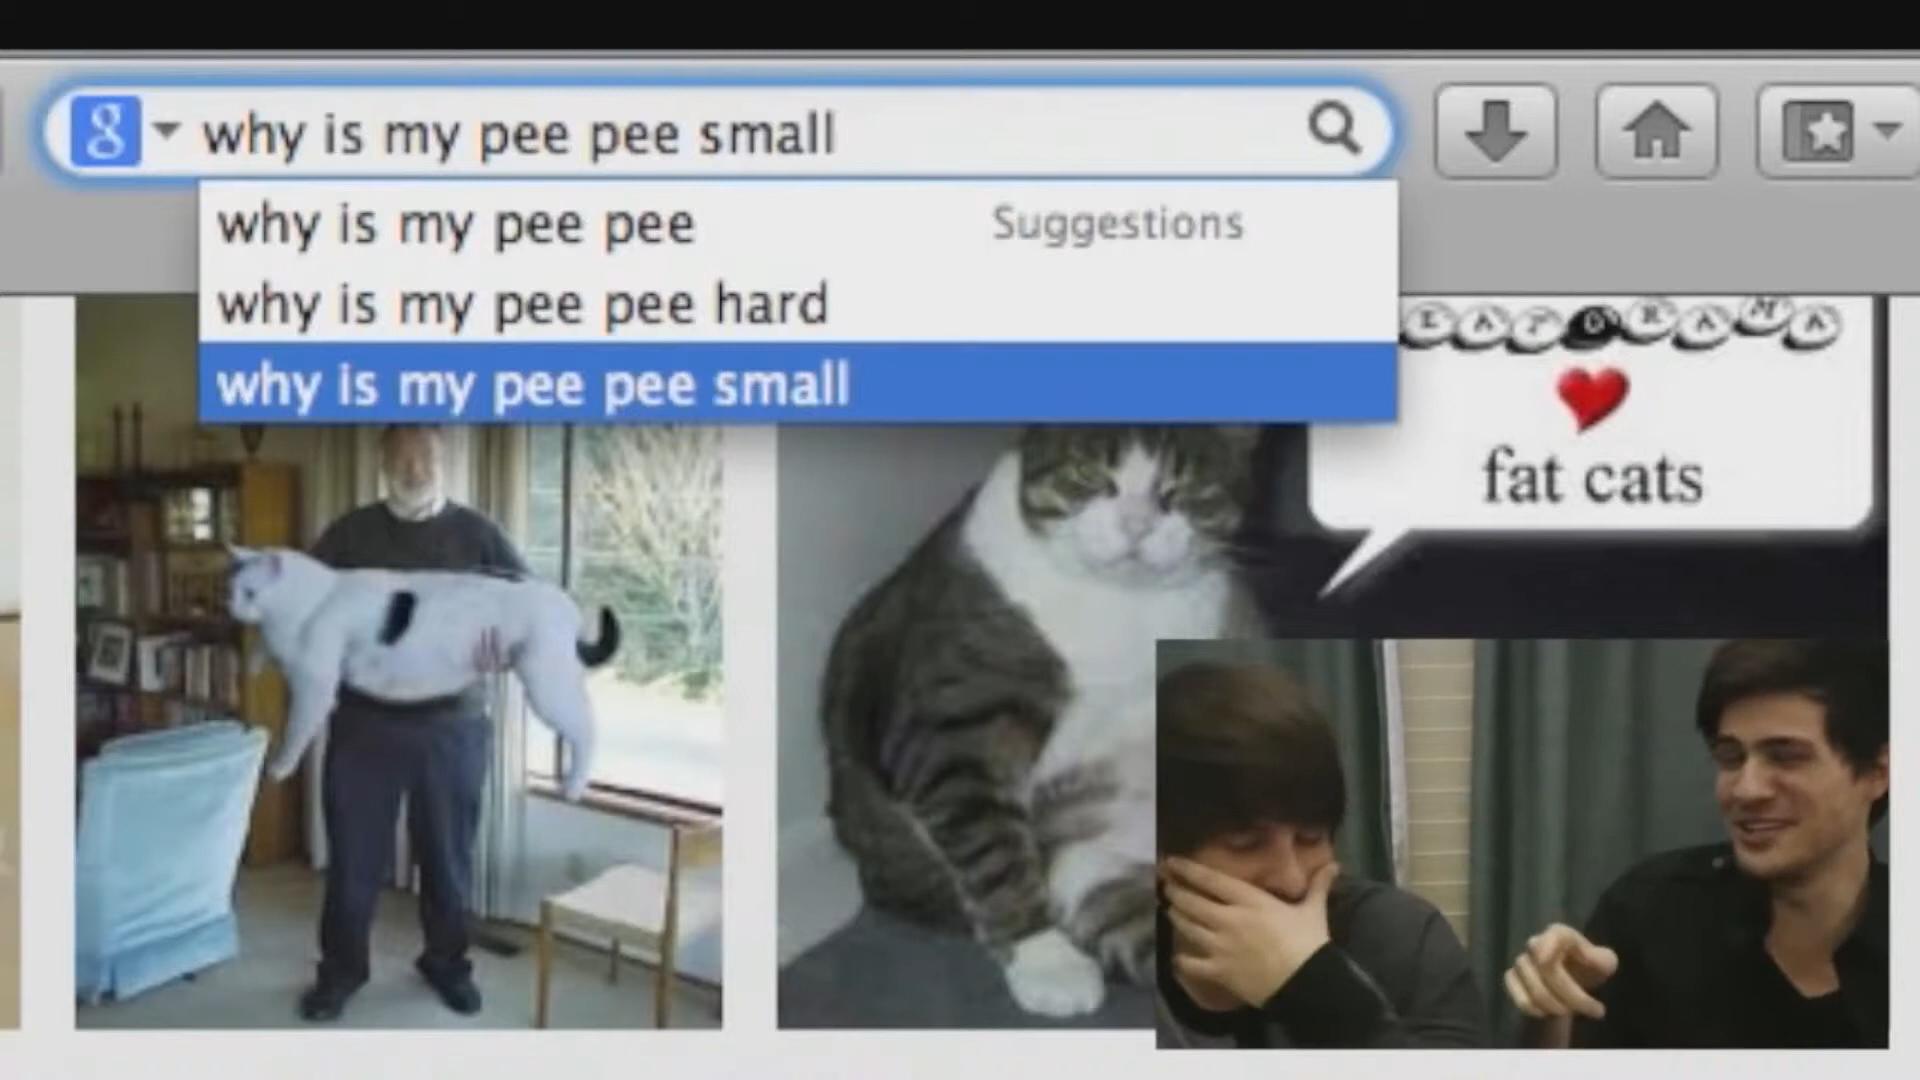 why is my pee pee small
why is my pee pee
Suggestions
why is my pee pee hard
why is my pee pee small
fat cats